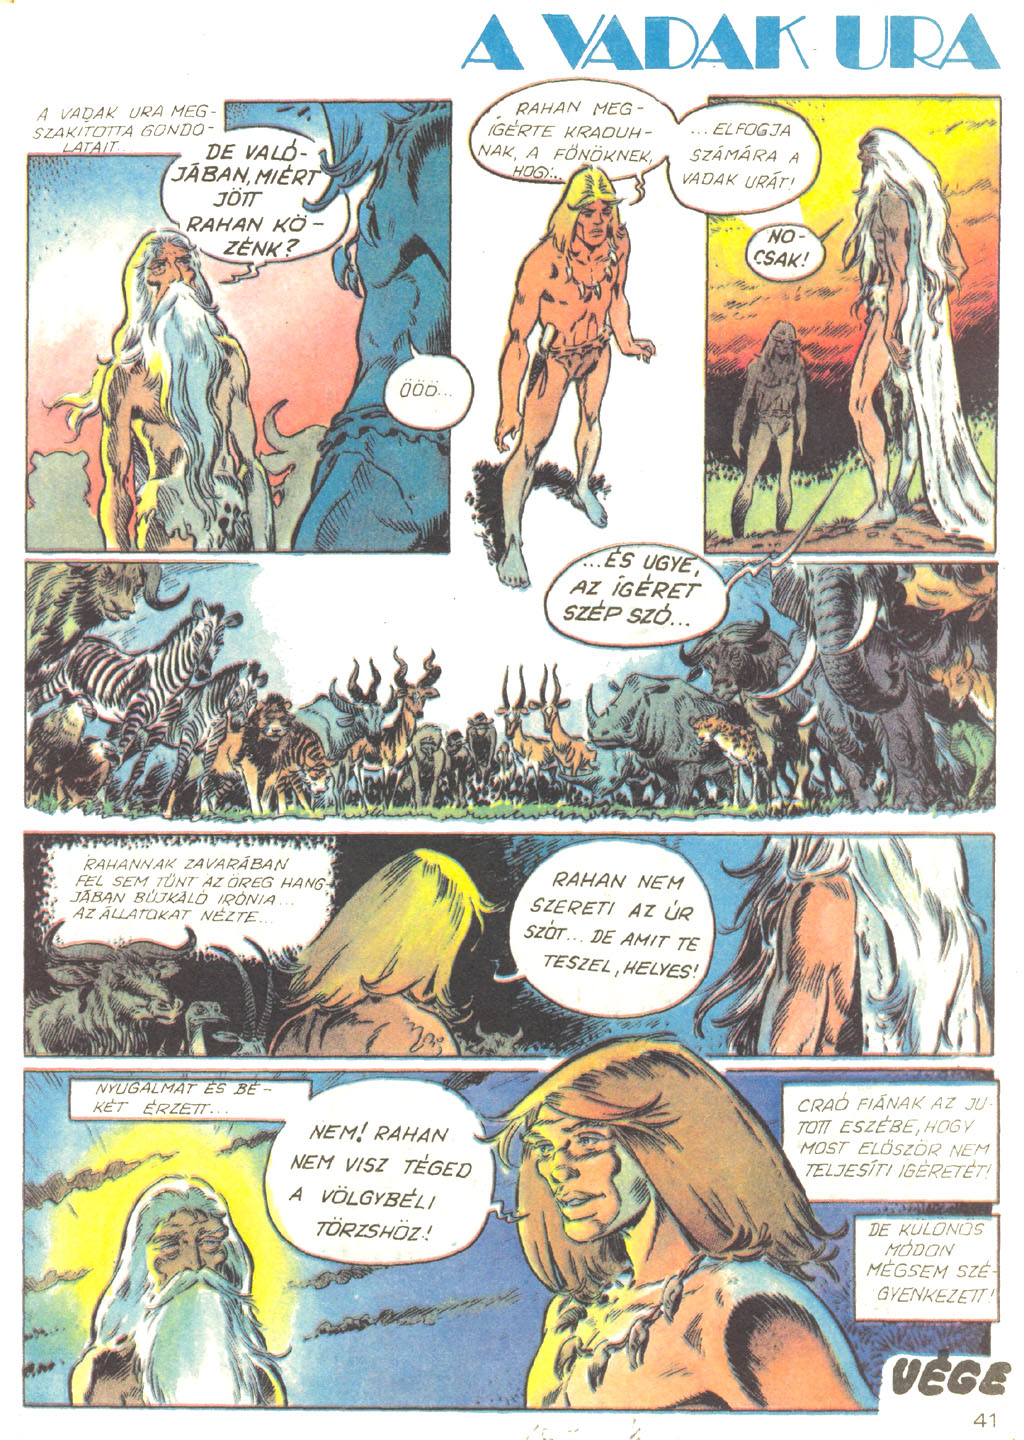 A VADAK URA
A VADAK URA MEG-
SZAKÍTOTTA GONDO-
LATAIT...
DE VALÓ-
JÁBAN, MIÉRT
JÖTT
RAHAN KÖ-
ZÉNK?
ÖÖÖ...
RAHAN MEG-
ÍGÉRTE KRAOUH-
NAK, A FŐNÖKNEK,
HOGY...
...ELFOGJA
SZÁMÁRA A
VADAK URÁT!
NO-
CSAK!
...ÉS UGYE,
AZ ÍGÉRET
SZÉP SZÓ...
RAHANNAK ZAVARÁBAN
FEL SEM TŰNT AZ ÖREG HANG-
JÁBAN BÚJKÁLÓ IRÓNIA...
AZ ÁLLATOKAT NÉZTE...
RAHAN NEM
SZERETI AZ ÚR
SZÓT... DE AMIT TE
TESZEL, HELYES!
NYUGALMAT ÉS BÉ-
KÉT ÉRZETT...
NEM! RAHAN
NEM VISZ TÉGED
A VÖLGYBÉLI
TÖRZSHÖZ!
CRAÓ FIÁNAK AZ JU-
TOTT ESZÉBE, HOGY
MOST ELŐSZÖR NEM
TELJESÍTI IGÉRETÉT!
DE KÜLÖNÖS
MÓDON
MÉGSEM SZÉ-
GYENKEZETT!
VÉGE
41